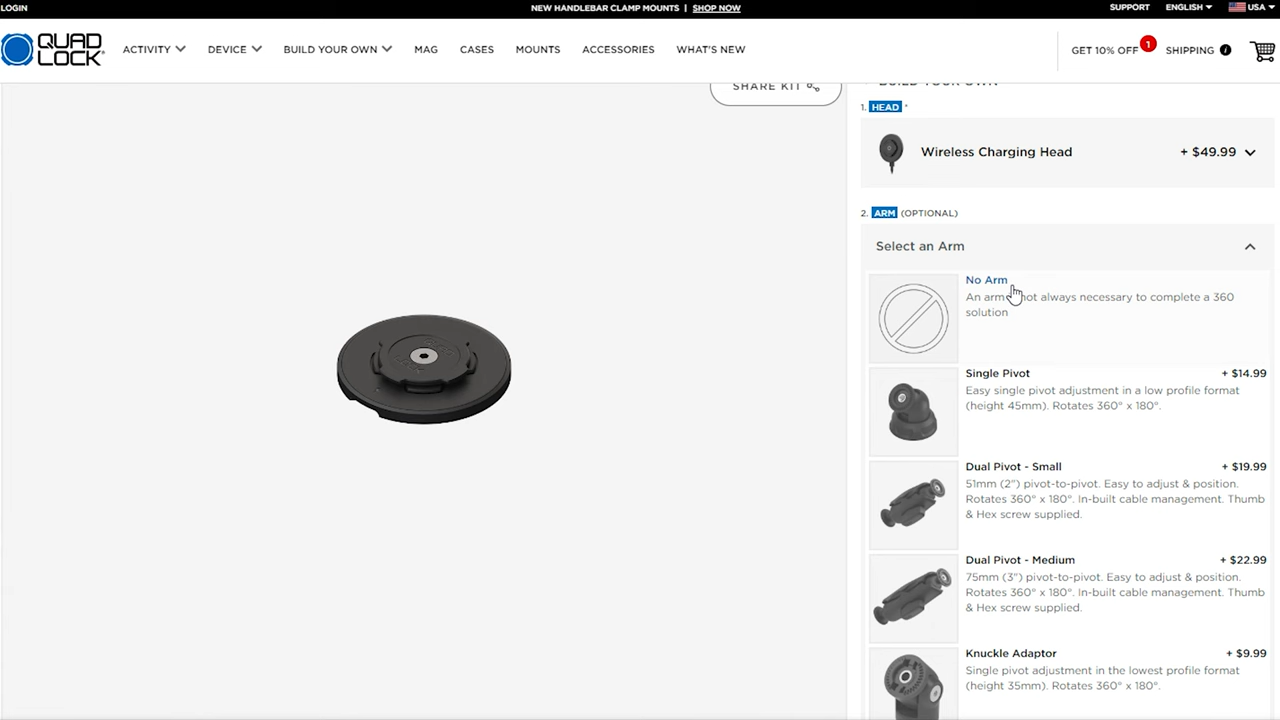 LOGIN
NEW HANDLEBAR CLAMP MOUNTS | SHOP NOW
SUPPORT ENGLISH USA
QUAD LOCK
ACTIVITY DEVICE BUILD YOUR OWN MAG CASES MOUNTS ACCESSORIES WHAT'S NEW
GET 10% OFF 1 SHIPPING i
SHARE KIT
BUILD YOUR OWN
1. HEAD *
Wireless Charging Head + $49.99
2. ARM (OPTIONAL)
Select an Arm
No Arm
An arm not always necessary to complete a 360
solution
Single Pivot + $14.99
Easy single pivot adjustment in a low profile format
(height 45mm). Rotates 360° x 180°.
Dual Pivot - Small + $19.99
51mm (2") pivot-to-pivot. Easy to adjust & position.
Rotates 360° x 180°. In-built cable management. Thumb
& Hex screw supplied.
Dual Pivot - Medium + $22.99
75mm (3") pivot-to-pivot. Easy to adjust & position.
Rotates 360° x 180°. In-built cable management. Thumb
& Hex screw supplied.
Knuckle Adaptor + $9.99
Single pivot adjustment in the lowest profile format
(height 35mm). Rotates 360° x 180°.